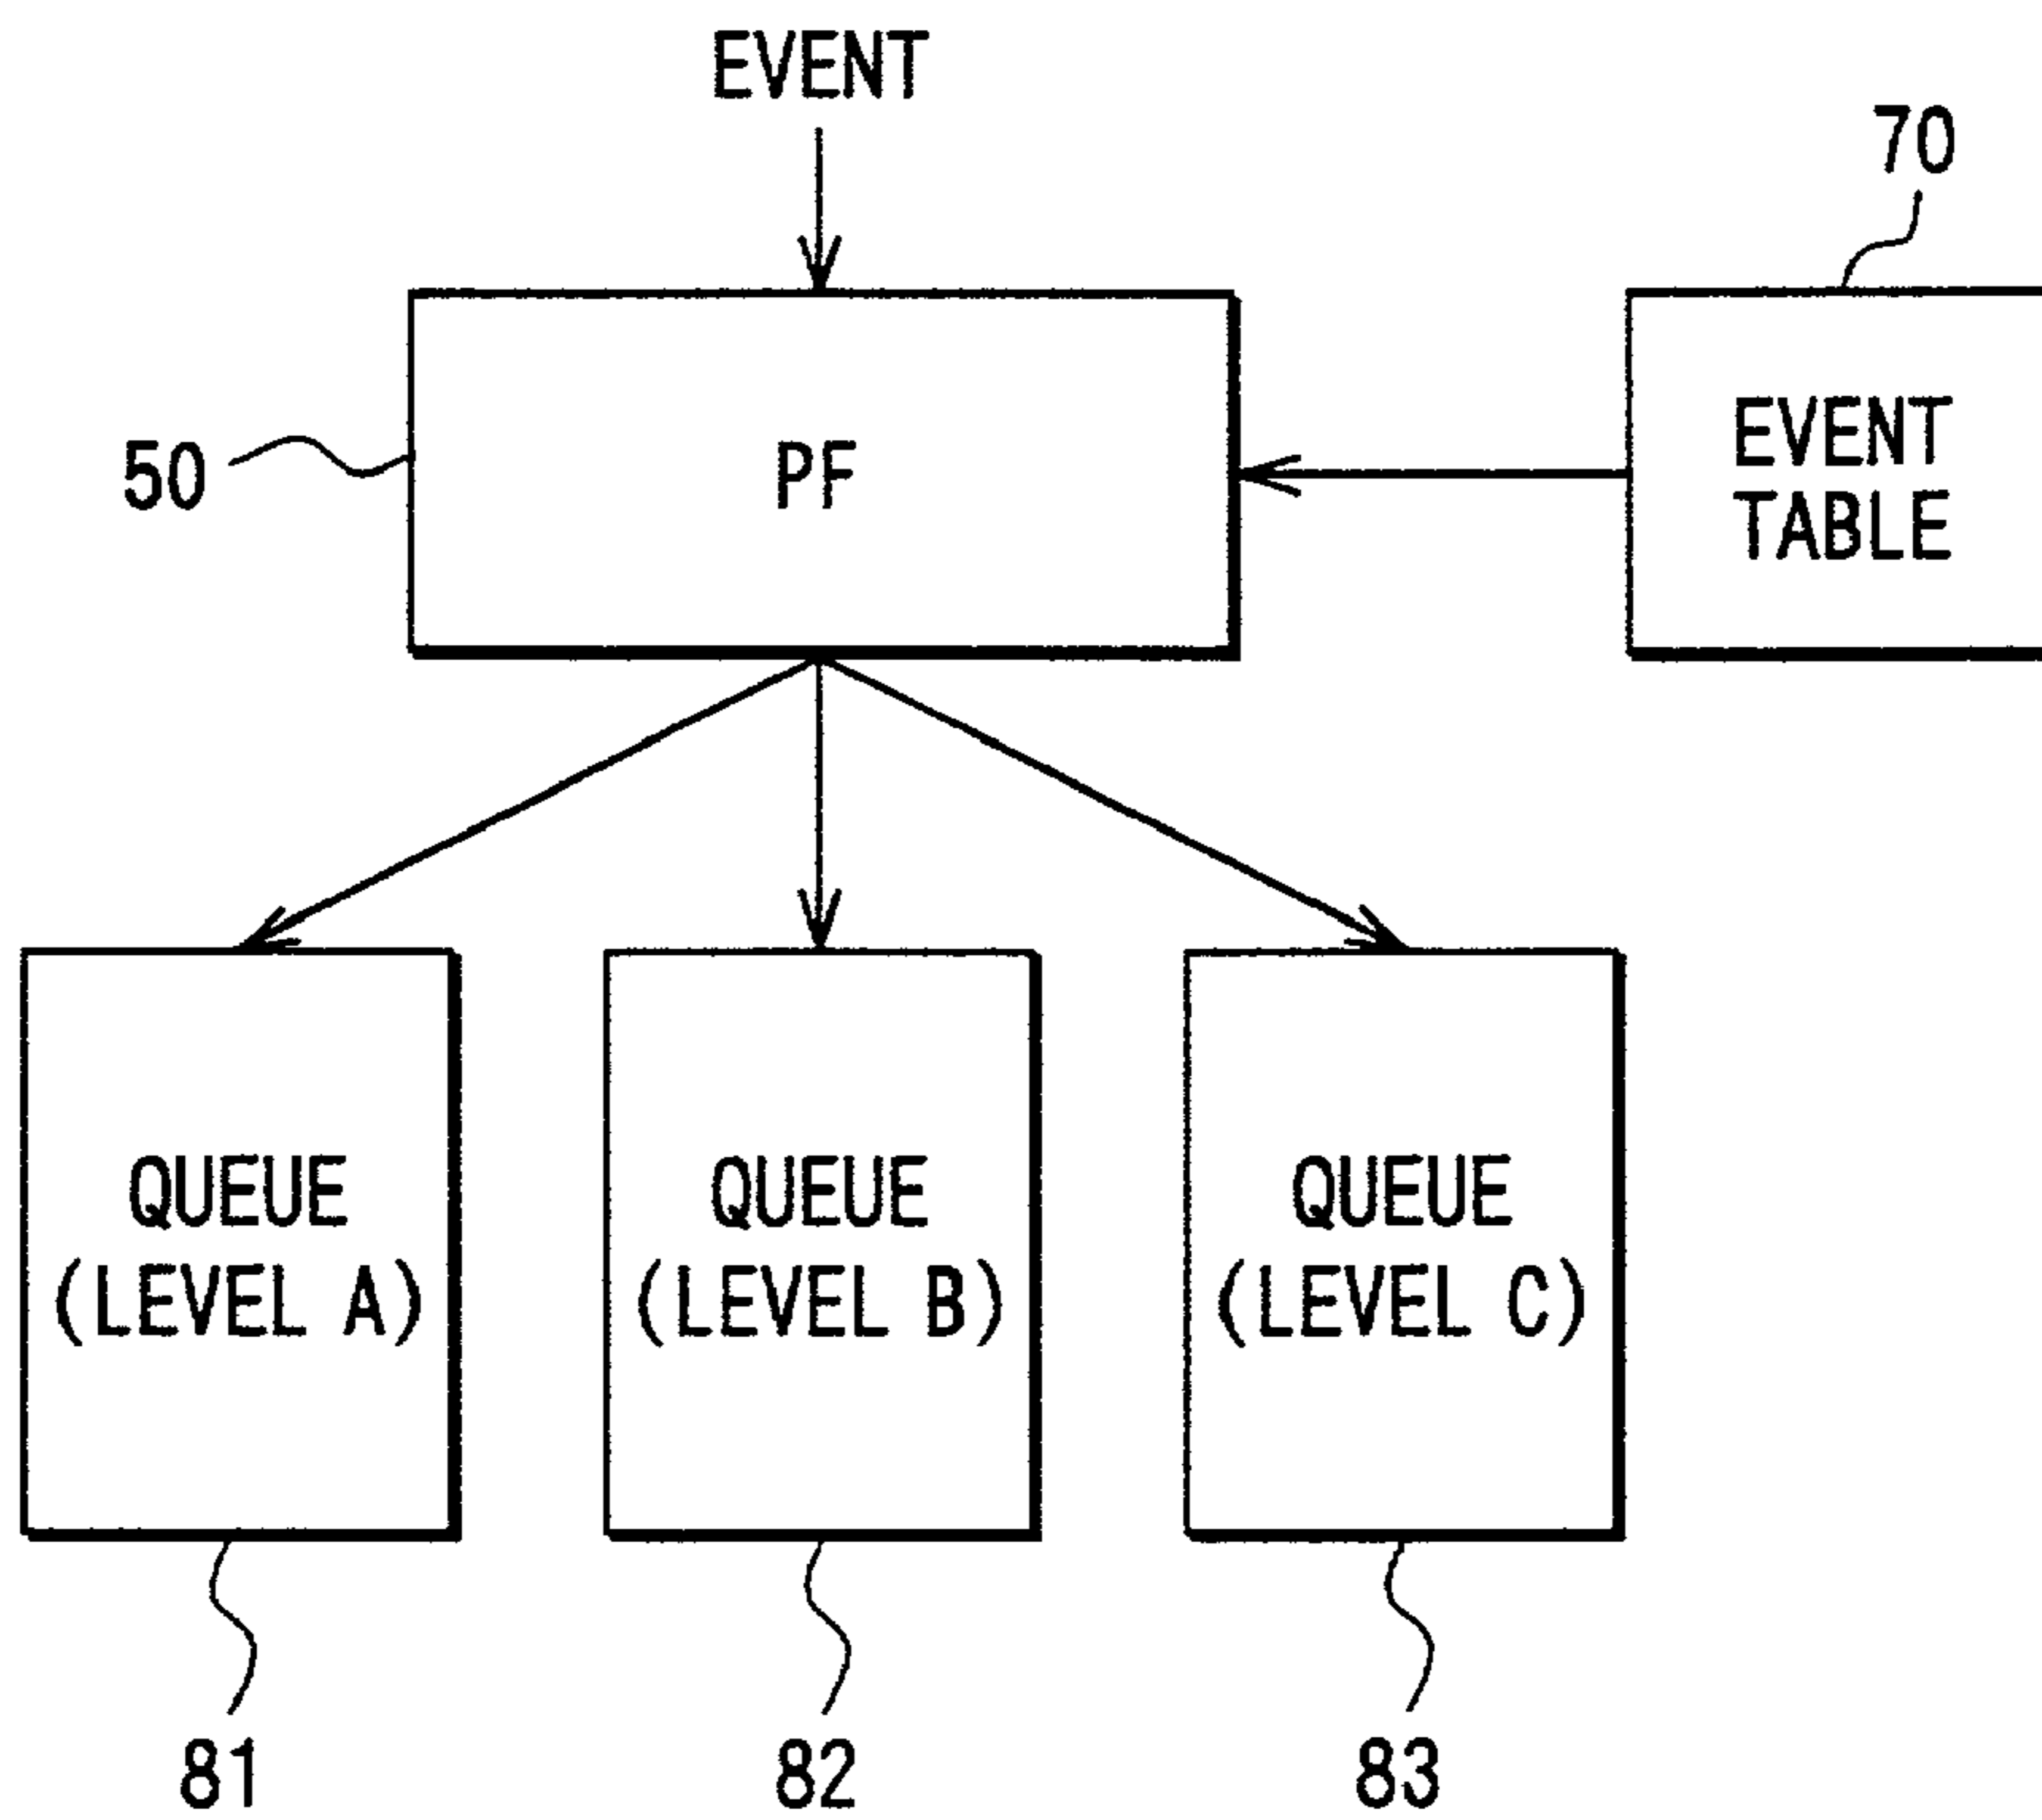 EVENT
70
50
PF
EVENT
TABLE
QUEUE
(LEVEL A)
QUEUE
(LEVEL B)
QUEUE
(LEVEL C)
81
82
83